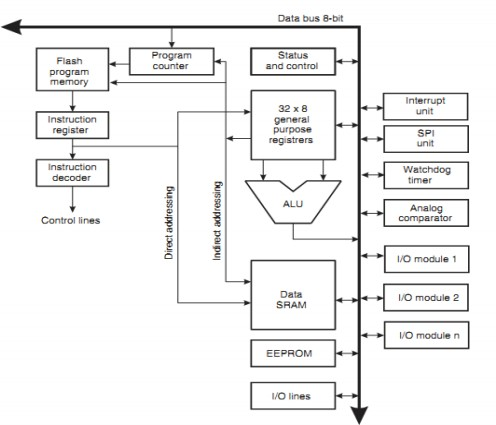 Data bus 8-bit
Flash
program
memory
Program
counter
Status
and control
Instruction
register
32 x 8
general
purpose
registrers
Interrupt
unit
SPI
unit
Instruction
decoder
Watchdog
timer
ALU
Analog
comparator
Control lines
Direct addressing
Indirect addressing
I/O module 1
Data
SRAM
I/O module 2
I/O module n
EEPROM
I/O lines